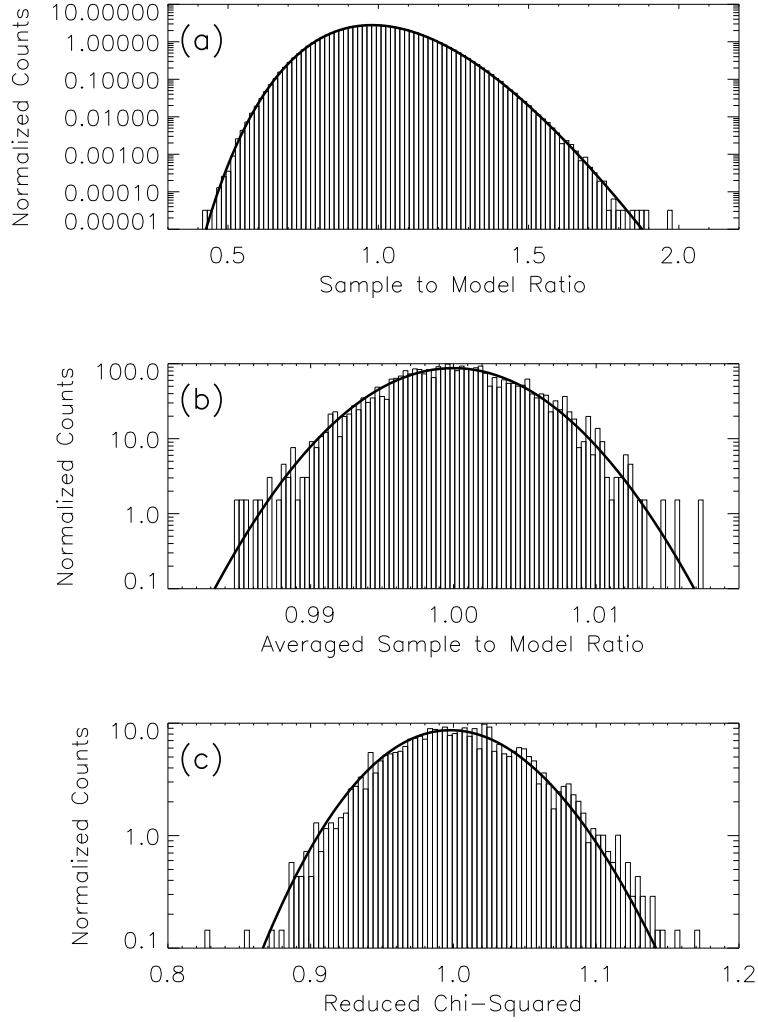 (a)
Normalized Counts
10.00000
1.00000
0.10000
0.01000
0.00100
0.00010
0.00001
0.5 1.0 1.5 2.0
Sample to Model Ratio
(b)
Normalized Counts
100.0
10.0
1.0
0.1
0.99 1.00 1.01
Averaged Sample to Model Ratio
(c)
Normalized Counts
10.0
1.0
0.1
0.8 0.9 1.0 1.1 1.2
Reduced Chi-Squared